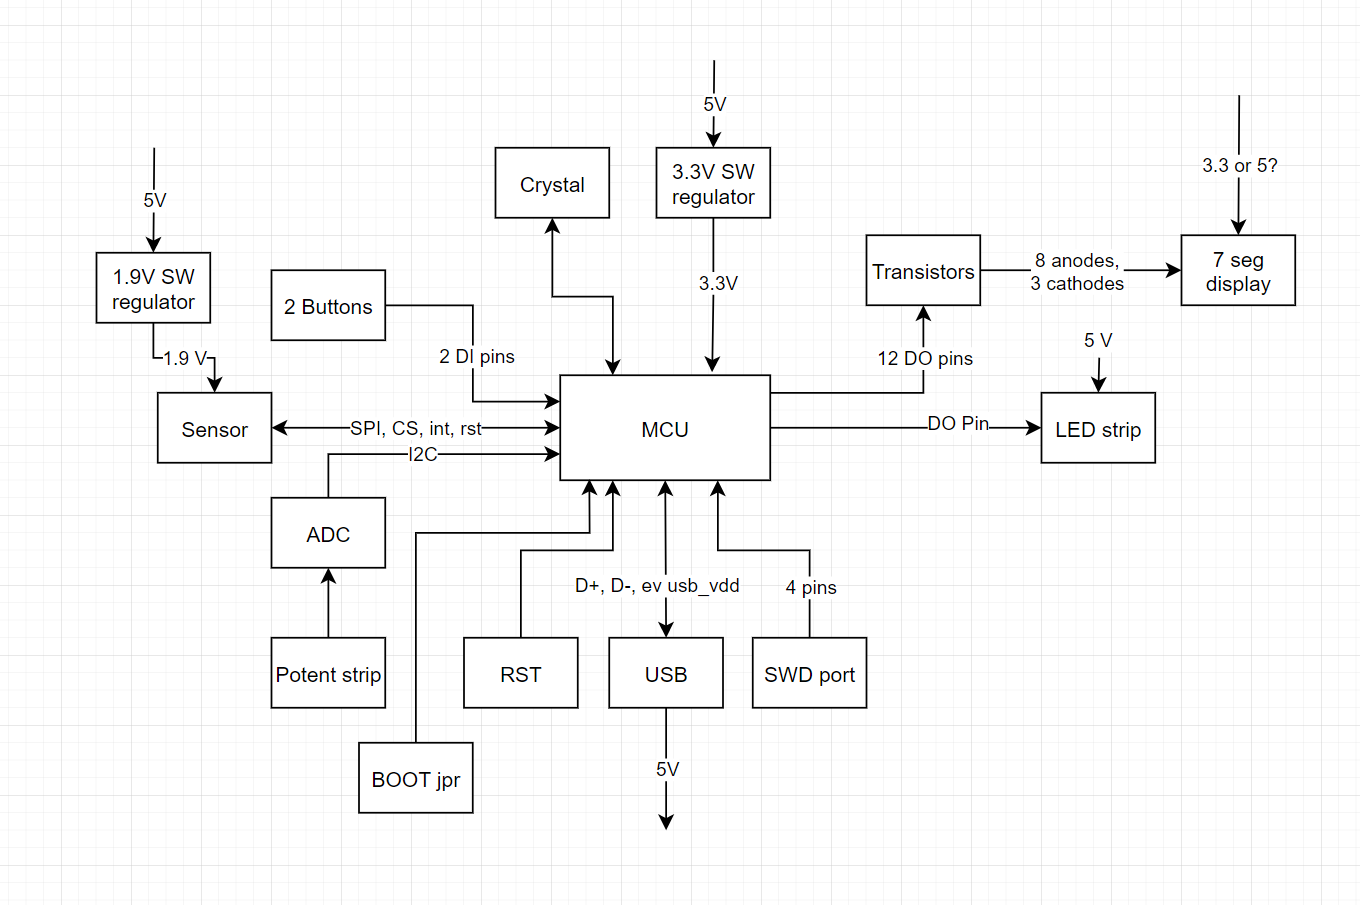 5V
3.3V SW
regulator
Crystal
3.3 or 5?
5V
1.9V SW
regulator
2 Buttons
3.3V
Transistors
8 anodes,
3 cathodes
7 seg
display
1.9 V
2 DI pins
12 DO pins
5 V
Sensor
SPI, CS, int, rst
MCU
DO Pin
LED strip
I2C
ADC
D+, D-, ev usb_vdd
4 pins
Potent strip
RST
USB
SWD port
BOOT jpr
5V